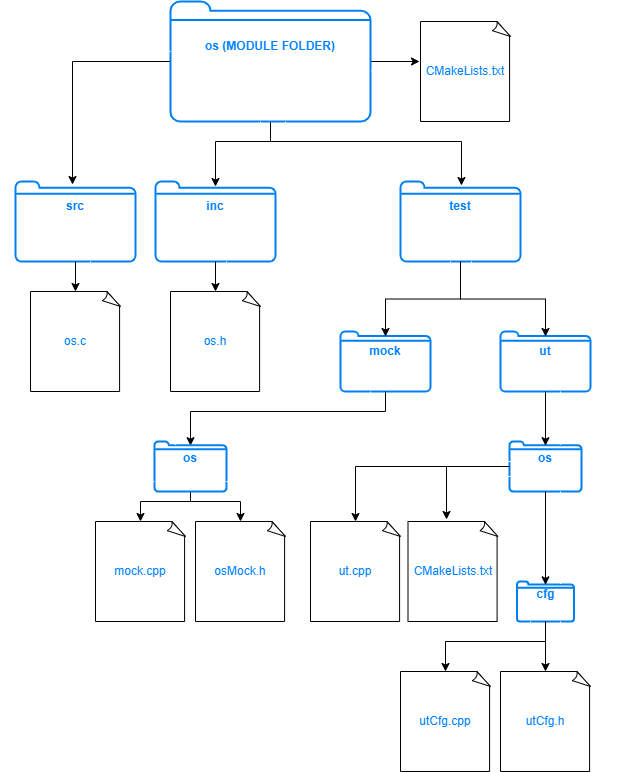 os (MODULE FOLDER)
CMakeLists.txt
src
inc
test
os.c
os.h
mock
ut
os
os
mock.cpp
osMock.h
ut.cpp
CMakeLists.txt
cfg
utCfg.cpp
utCfg.h